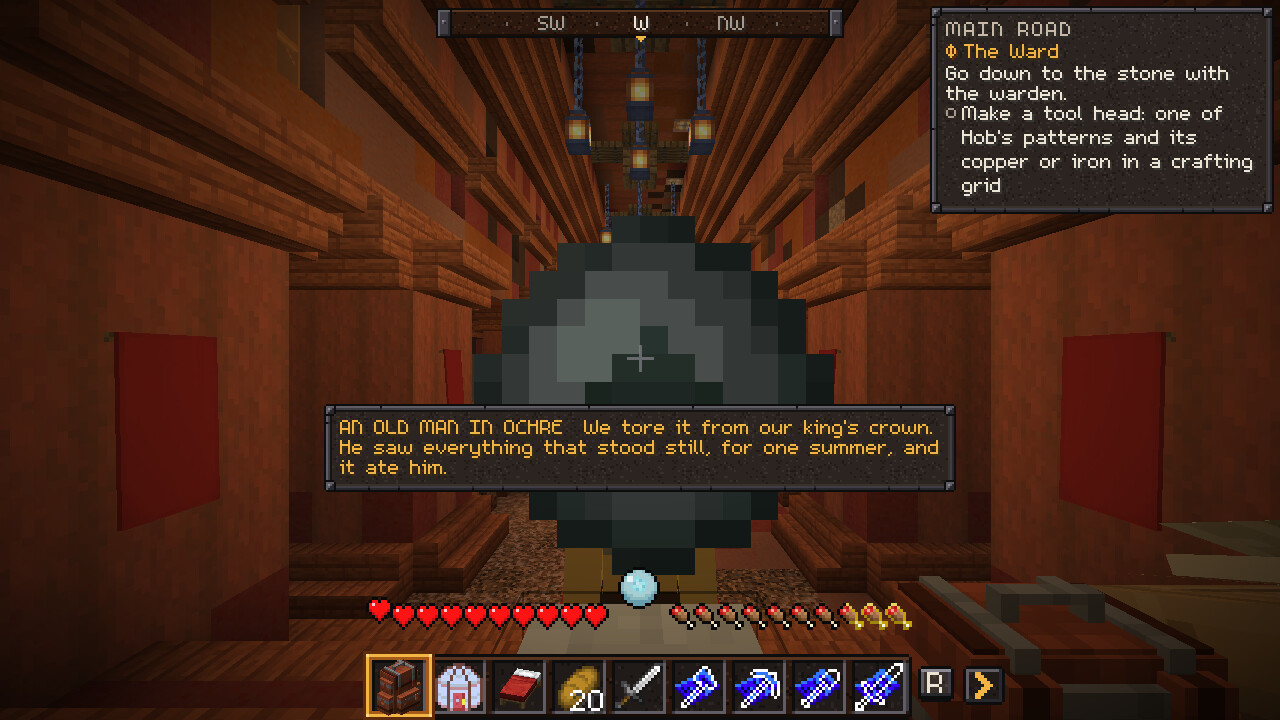 SW · W · NW
MAIN ROAD
The Ward
Go down to the stone with
the warden.
Make a tool head: one of
Hob's patterns and its
copper or iron in a crafting
grid
AN OLD MAN IN OCHRE We tore it from our king's crown.
He saw everything that stood still, for one summer, and
it ate him.
20
R